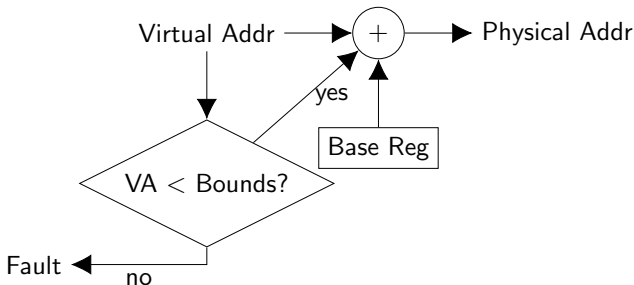 Virtual Addr
+
Physical Addr
yes
Base Reg
VA < Bounds?
Fault
no